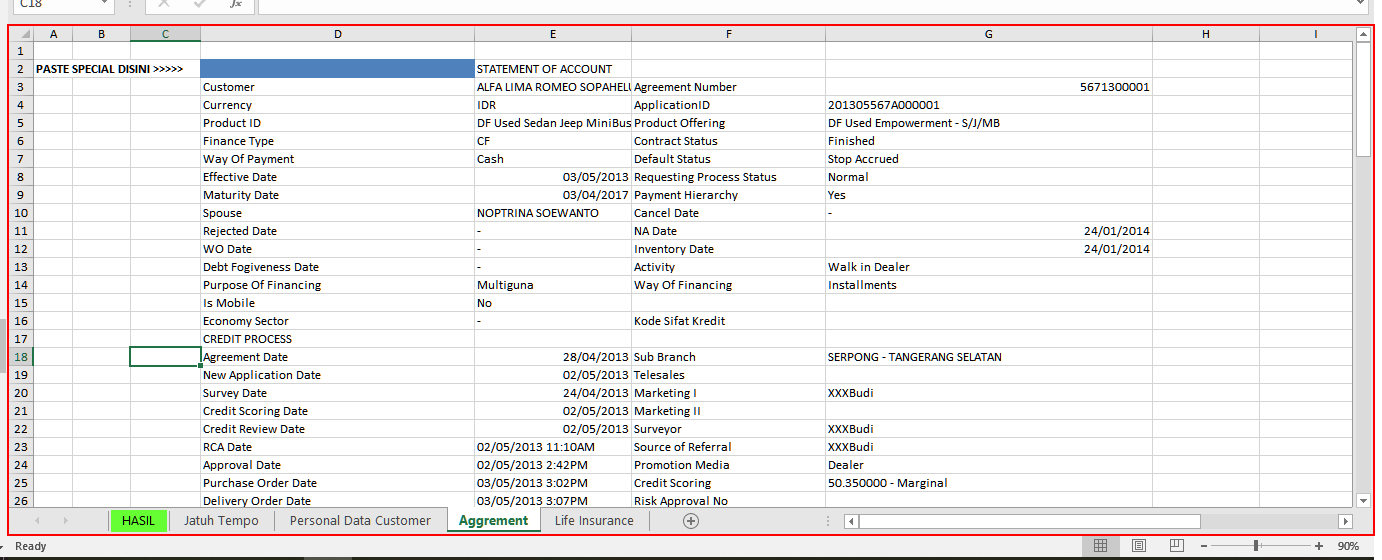 C18 fx
A B C D E F G H I
1
2 PASTE SPECIAL DISINI >>>>> STATEMENT OF ACCOUNT
3 Customer ALFA LIMA ROMEO SOPAHELU Agreement Number 5671300001
4 Currency IDR ApplicationID 201305567A000001
5 Product ID DF Used Sedan Jeep MiniBus Product Offering DF Used Empowerment - S/J/MB
6 Finance Type CF Contract Status Finished
7 Way Of Payment Cash Default Status Stop Accrued
8 Effective Date 03/05/2013 Requesting Process Status Normal
9 Maturity Date 03/04/2017 Payment Hierarchy Yes
10 Spouse NOPTRINA SOEWANTO Cancel Date -
11 Rejected Date - NA Date 24/01/2014
12 WO Date - Inventory Date 24/01/2014
13 Debt Fogiveness Date - Activity Walk in Dealer
14 Purpose Of Financing Multiguna Way Of Financing Installments
15 Is Mobile No
16 Economy Sector - Kode Sifat Kredit
17 CREDIT PROCESS
18 Agreement Date 28/04/2013 Sub Branch SERPONG - TANGERANG SELATAN
19 New Application Date 02/05/2013 Telesales
20 Survey Date 24/04/2013 Marketing I XXXBudi
21 Credit Scoring Date 02/05/2013 Marketing II
22 Credit Review Date 02/05/2013 Surveyor XXXBudi
23 RCA Date 02/05/2013 11:10AM Source of Referral XXXBudi
24 Approval Date 02/05/2013 2:42PM Promotion Media Dealer
25 Purchase Order Date 03/05/2013 3:02PM Credit Scoring 50.350000 - Marginal
26 Delivery Order Date 03/05/2013 3:07PM Risk Approval No
HASIL Jatuh Tempo Personal Data Customer Aggrement Life Insurance
Ready 90%